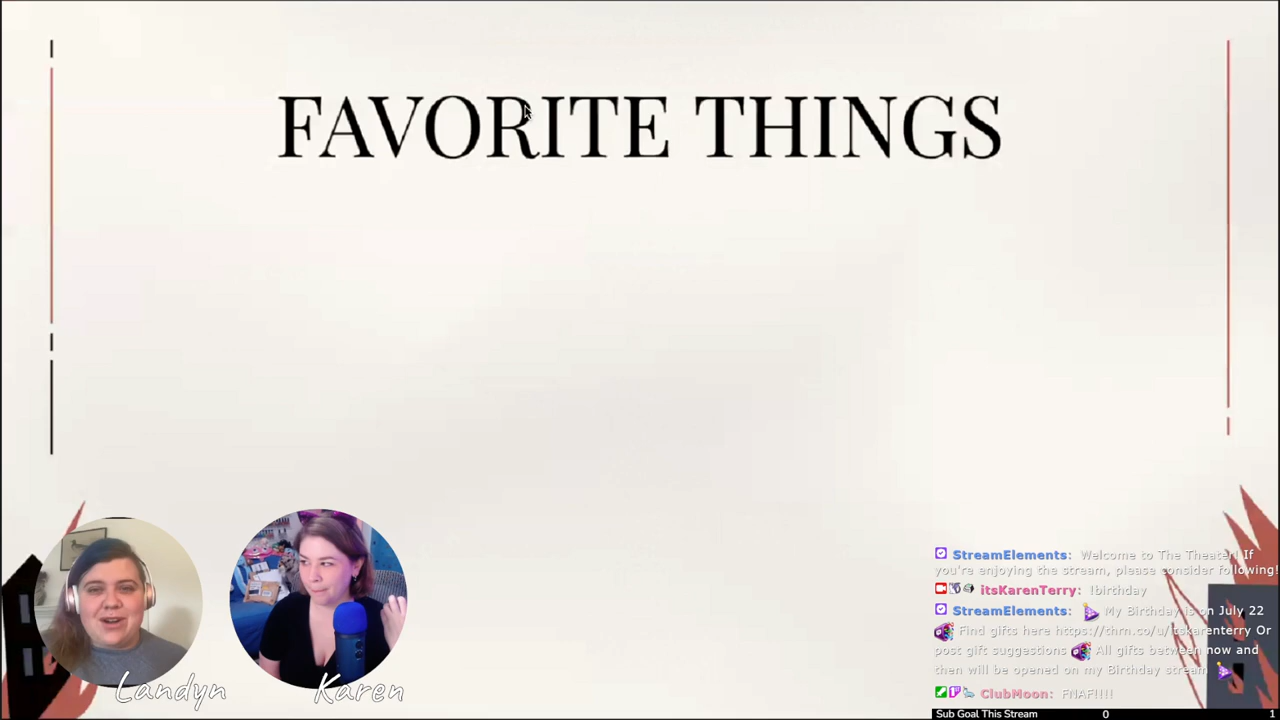 FAVORITE THINGS
StreamElements: Welcome to The Theater! If
you're enjoying the stream, please consider following!
itsKarenTerry: !birthday
StreamElements: My Birthday is on July 22
Find gifts here https://thrn.co/u/itskarenterry Or
post gift suggestions All gifts between now and
then will be opened on my Birthday stream.
ClubMoon: FNAF!!!!
Landyn
Karen
Sub Goal This Stream 0 1